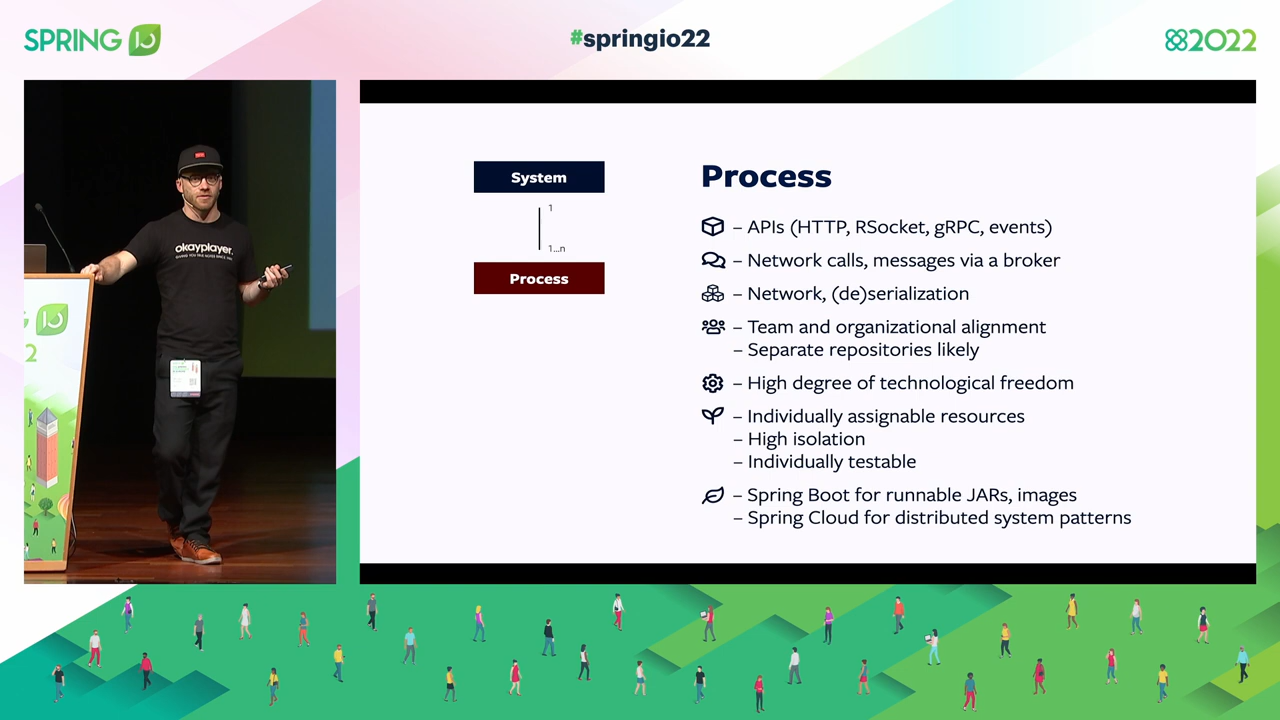 SPRING IO
#springio22
2022
okayplayer.
System
1
1...n
Process
Process
– APIs (HTTP, RSocket, gRPC, events)
– Network calls, messages via a broker
– Network, (de)serialization
– Team and organizational alignment
– Separate repositories likely
– High degree of technological freedom
– Individually assignable resources
– High isolation
– Individually testable
– Spring Boot for runnable JARs, images
– Spring Cloud for distributed system patterns